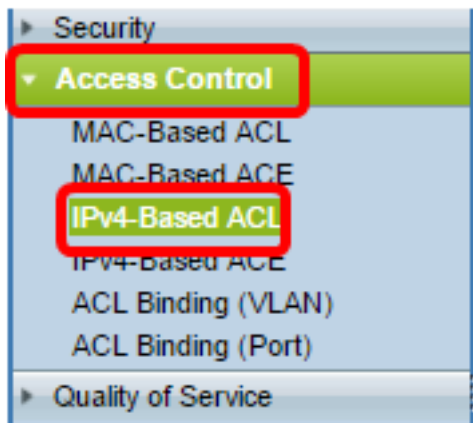 Security
Access Control
MAC-Based ACL
MAC-Based ACE
IPv4-Based ACL
IPv4-Based ACE
ACL Binding (VLAN)
ACL Binding (Port)
Quality of Service